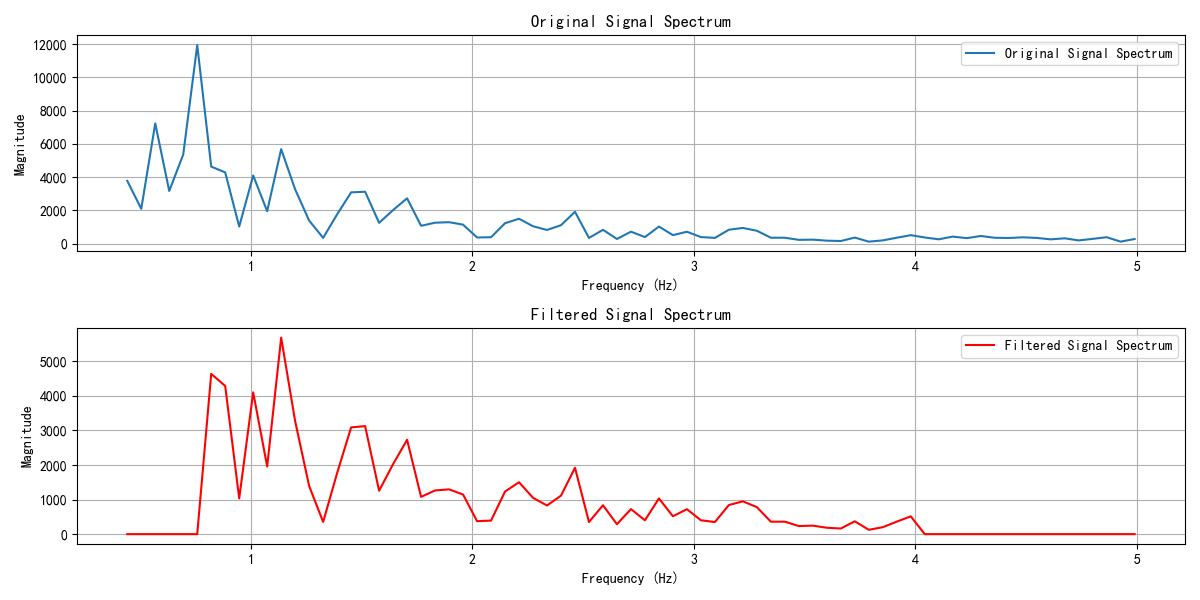 Original Signal Spectrum
Original Signal Spectrum
12000
10000
8000
6000
4000
2000
0
Magnitude
1 2 3 4 5
Frequency (Hz)
Filtered Signal Spectrum
Filtered Signal Spectrum
5000
4000
3000
2000
1000
0
Magnitude
1 2 3 4 5
Frequency (Hz)